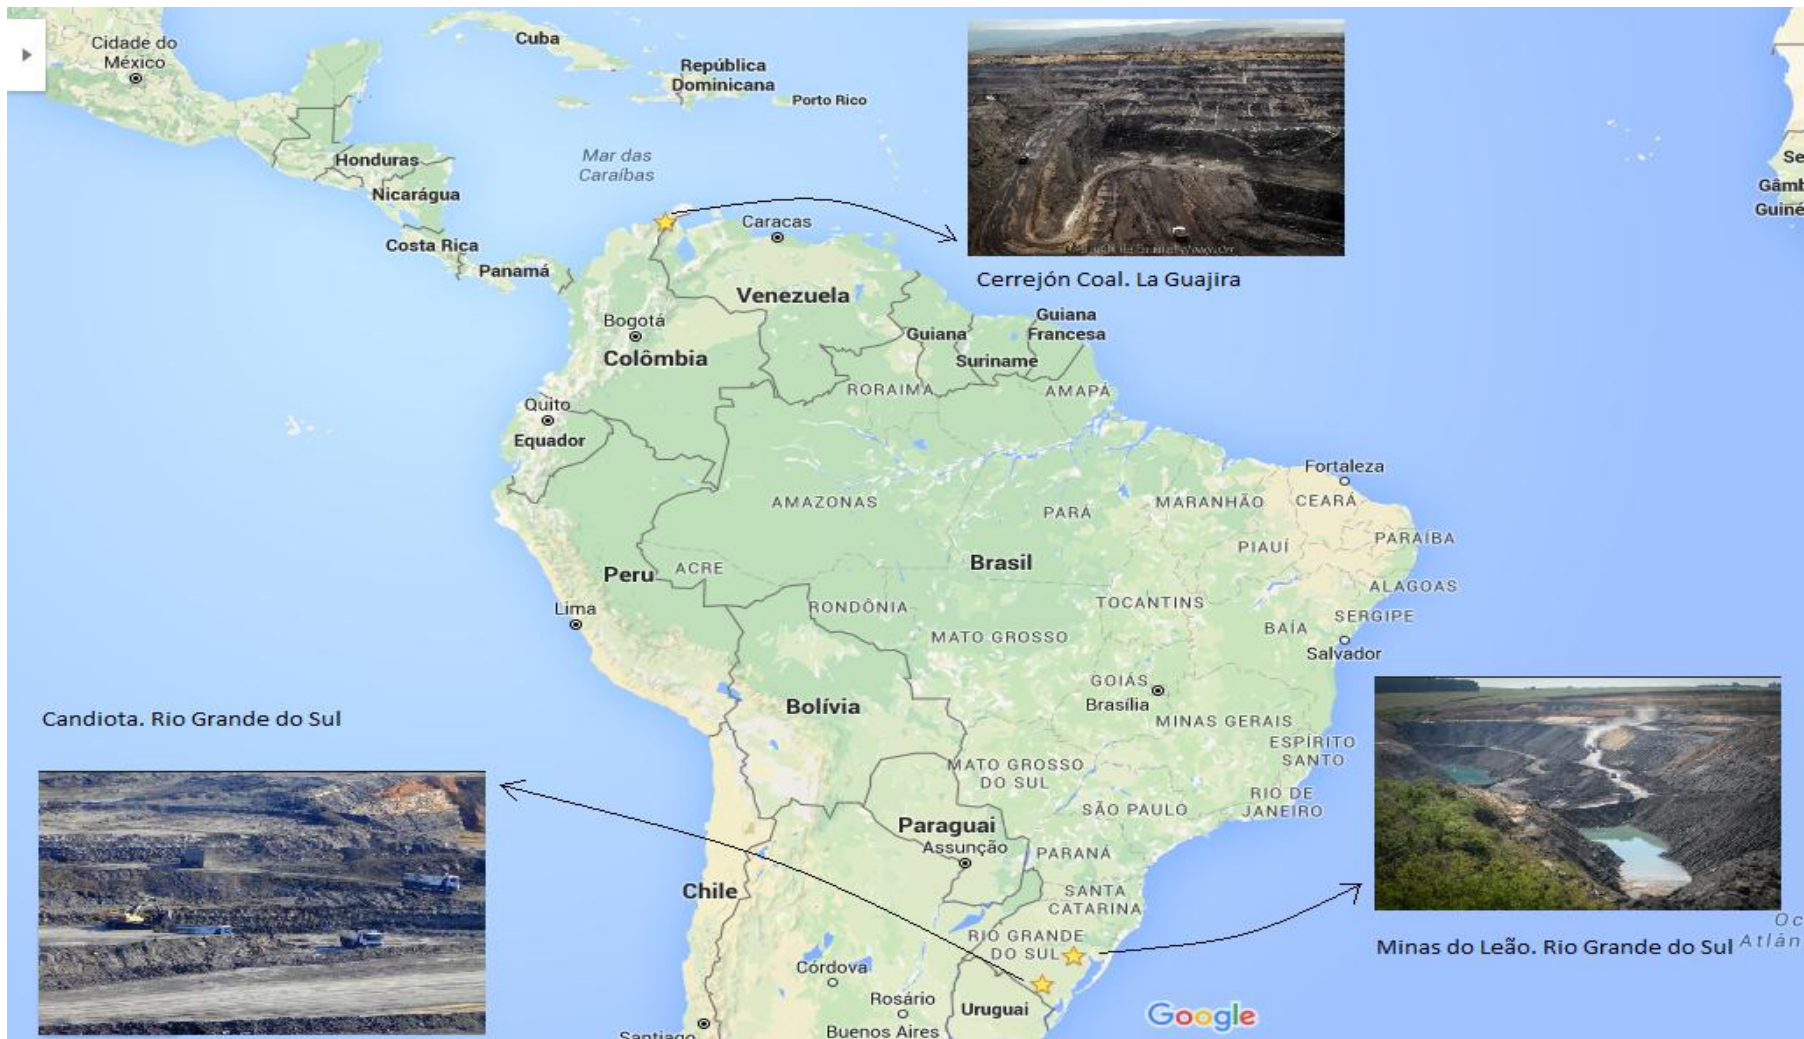 Cidade do
México
Cuba
República
Dominicana
Porto Rico
Mar das
Caraíbas
Honduras
Nicarágua
Costa Rica
Panamá
Caracas
Cerrejón Coal. La Guajira
Venezuela
Bogotá
Colômbia
Guiana
Suriname
Guiana
Francesa
RORAIMA
AMAPÁ
Quito
Equador
Fortaleza
AMAZONAS
PARÁ
MARANHÃO
CEARÁ
PARAÍBA
PIAUÍ
Brasil
Peru
ACRE
ALAGOAS
Lima
RONDÔNIA
TOCANTINS
SERGIPE
MATO GROSSO
BAÍA
Salvador
GOIÁS
Brasília
Bolívia
MINAS GERAIS
Candiota. Rio Grande do Sul
ESPÍRITO
SANTO
MATO GROSSO
DO SUL
RIO DE
JANEIRO
SÃO PAULO
Paraguai
Assunção
PARANÁ
Chile
SANTA
CATARINA
RIO GRANDE
DO SUL
Minas do Leão. Rio Grande do Sul
Oc
Atlân
Córdova
Rosário
Uruguai
Google
Buenos Aires
Santiago
Se
Gâmb
Guiné